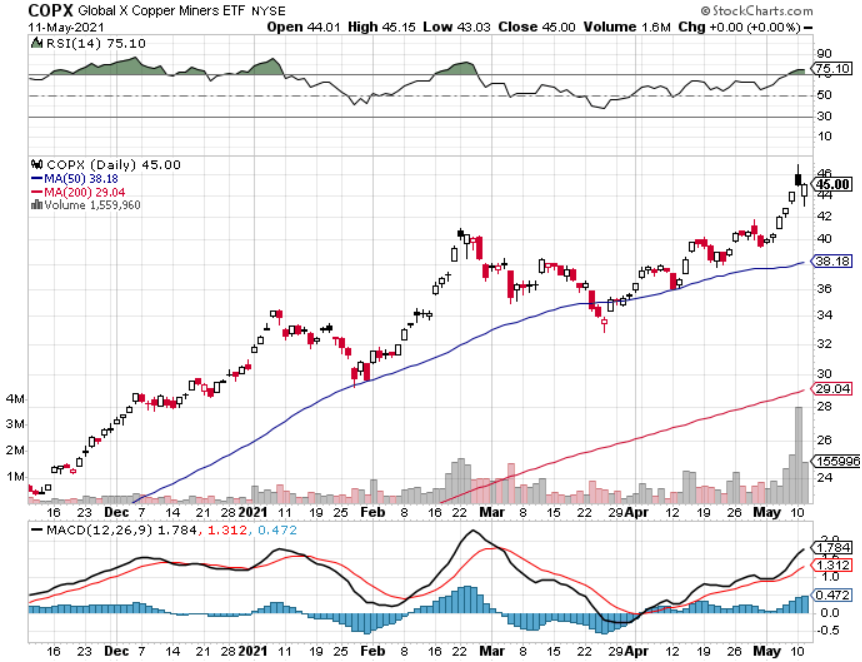 COPX Global X Copper Miners ETF NYSE © StockCharts.com
11-May-2021 Open 44.01 High 45.15 Low 43.03 Close 45.00 Volume 1.6M Chg +0.00 (+0.00%)
RSI(14) 75.10
90
75.10
50
30
10
COPX (Daily) 45.00
MA(50) 38.18
MA(200) 29.04
Volume 1,559,960
46
45.00
44
42
40
38.18
36
34
32
30
29.04
28
26
24
155996
4M
3M
2M
1M
16 23 Dec 7 14 21 28 2021 11 19 25 Feb 8 16 22 Mar 8 15 22 29 Apr 12 19 26 May 10
MACD(12,26,9) 1.784, 1.312, 0.472
2.0
1.784
1.312
1.0
0.472
0.0
-0.5
16 23 Dec 7 14 21 28 2021 11 19 25 Feb 8 16 22 Mar 8 15 22 29 Apr 12 19 26 May 10